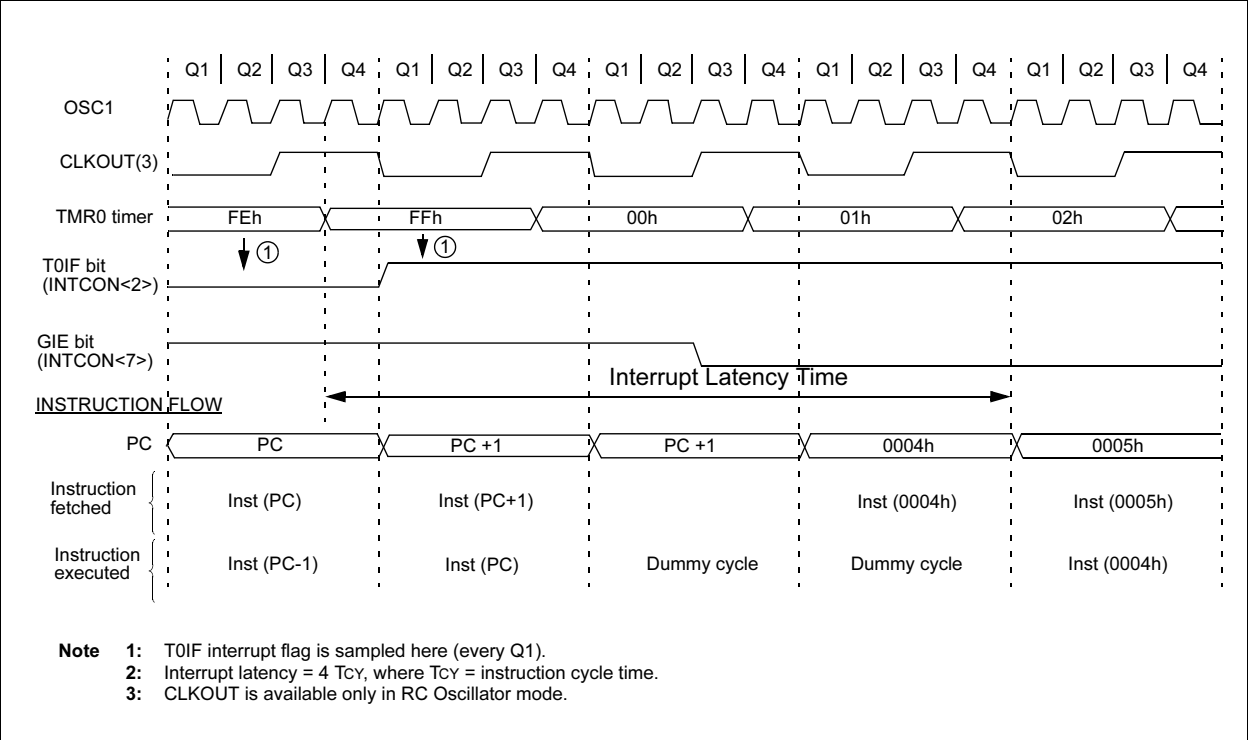 Q1 Q2 Q3 Q4 Q1 Q2 Q3 Q4 Q1 Q2 Q3 Q4 Q1 Q2 Q3 Q4 Q1 Q2 Q3 Q4
OSC1
CLKOUT(3)
TMR0 timer FEh FFh 00h 01h 02h
1 1
T0IF bit
(INTCON<2>)
GIE bit
(INTCON<7>)
Interrupt Latency Time
INSTRUCTION FLOW
PC PC PC +1 PC +1 0004h 0005h
Instruction
fetched
Inst (PC) Inst (PC+1) Inst (0004h) Inst (0005h)
Instruction
executed
Inst (PC-1) Inst (PC) Dummy cycle Dummy cycle Inst (0004h)
Note 1: T0IF interrupt flag is sampled here (every Q1).
2: Interrupt latency = 4 TCY, where TCY = instruction cycle time.
3: CLKOUT is available only in RC Oscillator mode.